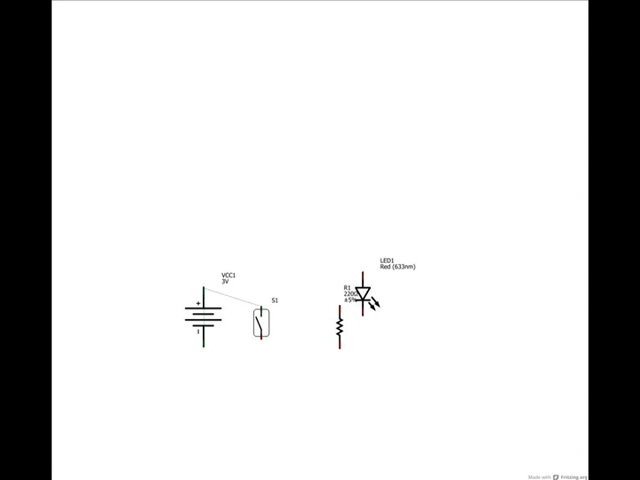 LED1
Red (633nm)
VCC1
3V
R1
220Ω
±5%
S1
Made with Fritzing.org